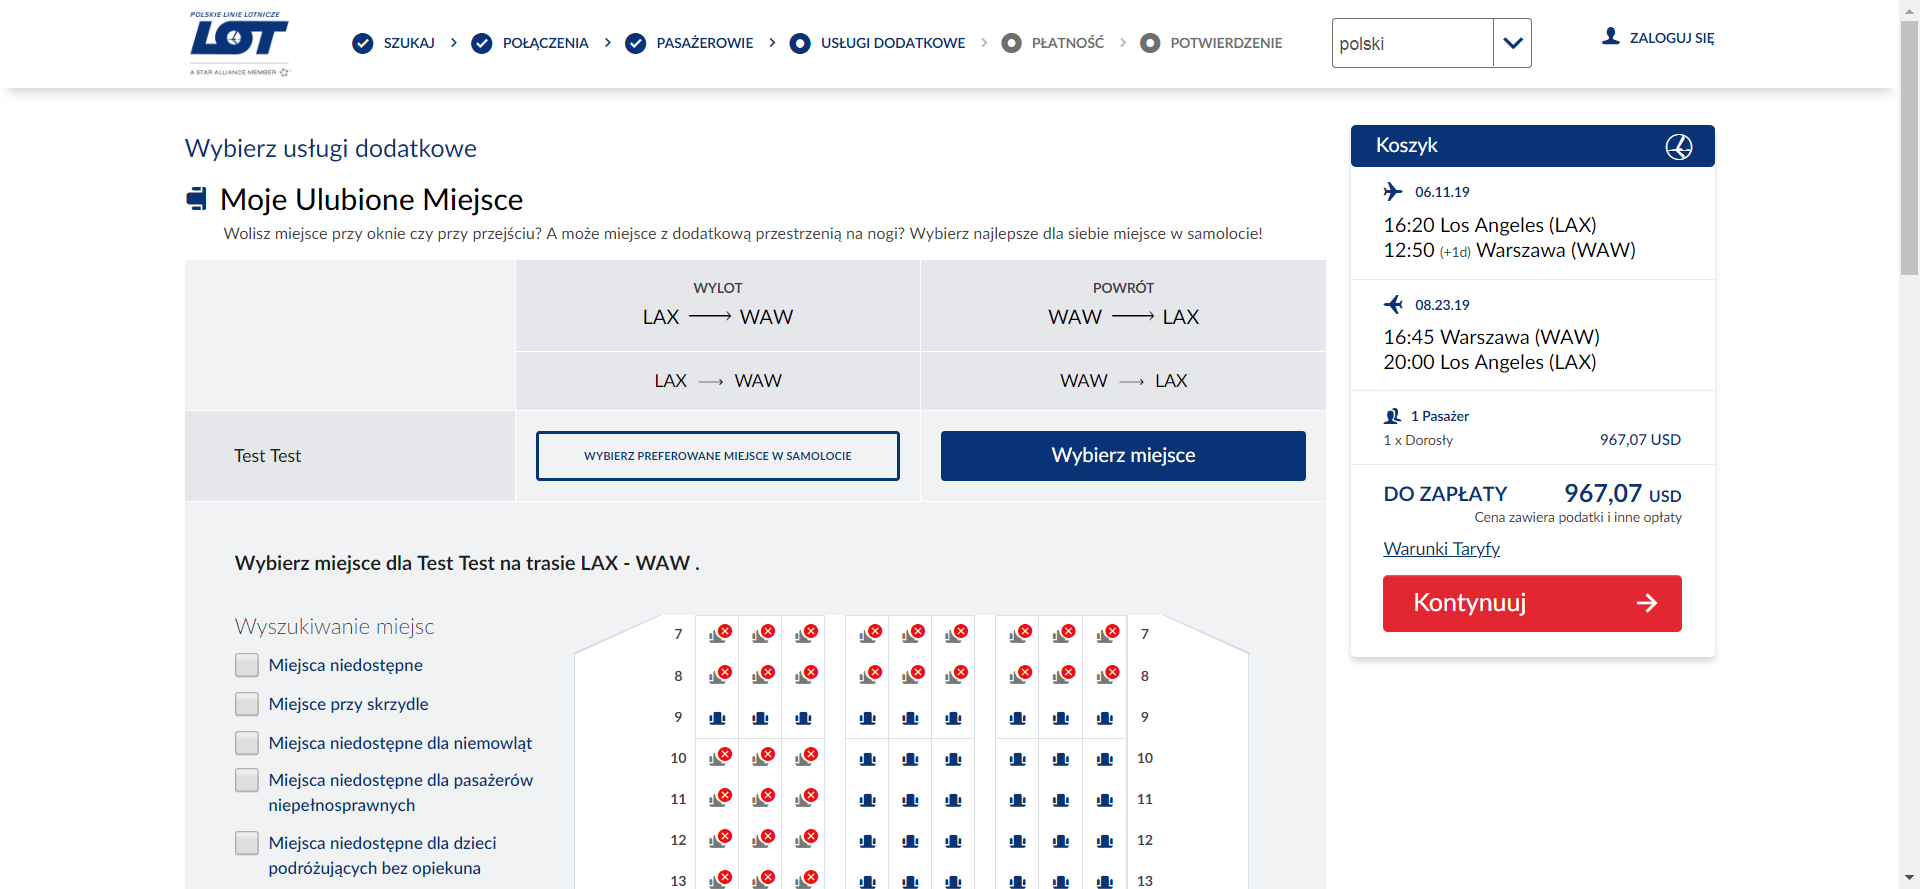 POLSKIE LINIE LOTNICZE
LOT
A STAR ALLIANCE MEMBER
SZUKAJ
POŁĄCZENIA
PASAŻEROWIE
USŁUGI DODATKOWE
PŁATNOŚĆ
POTWIERDZENIE
polski
ZALOGUJ SIĘ
Wybierz usługi dodatkowe
Moje Ulubione Miejsce
Wolisz miejsce przy oknie czy przy przejściu? A może miejsce z dodatkową przestrzenią na nogi? Wybierz najlepsze dla siebie miejsce w samolocie!
WYLOT
LAX WAW
POWRÓT
WAW LAX
LAX WAW
WAW LAX
Test Test
WYBIERZ PREFEROWANE MIEJSCE W SAMOLOCIE
Wybierz miejsce
Wybierz miejsce dla Test Test na trasie LAX - WAW .
Wyszukiwanie miejsc
Miejsca niedostępne
Miejsce przy skrzydle
Miejsca niedostępne dla niemowląt
Miejsca niedostępne dla pasażerów
niepełnosprawnych
Miejsca niedostępne dla dzieci
podróżujących bez opiekuna
7 7
8 8
9 9
10 10
11 11
12 12
13 13
Koszyk
06.11.19
16:20 Los Angeles (LAX)
12:50 (+1d) Warszawa (WAW)
08.23.19
16:45 Warszawa (WAW)
20:00 Los Angeles (LAX)
1 Pasażer
1 x Dorosły 967,07 USD
DO ZAPŁATY 967,07 USD
Cena zawiera podatki i inne opłaty
Warunki Taryfy
Kontynuuj